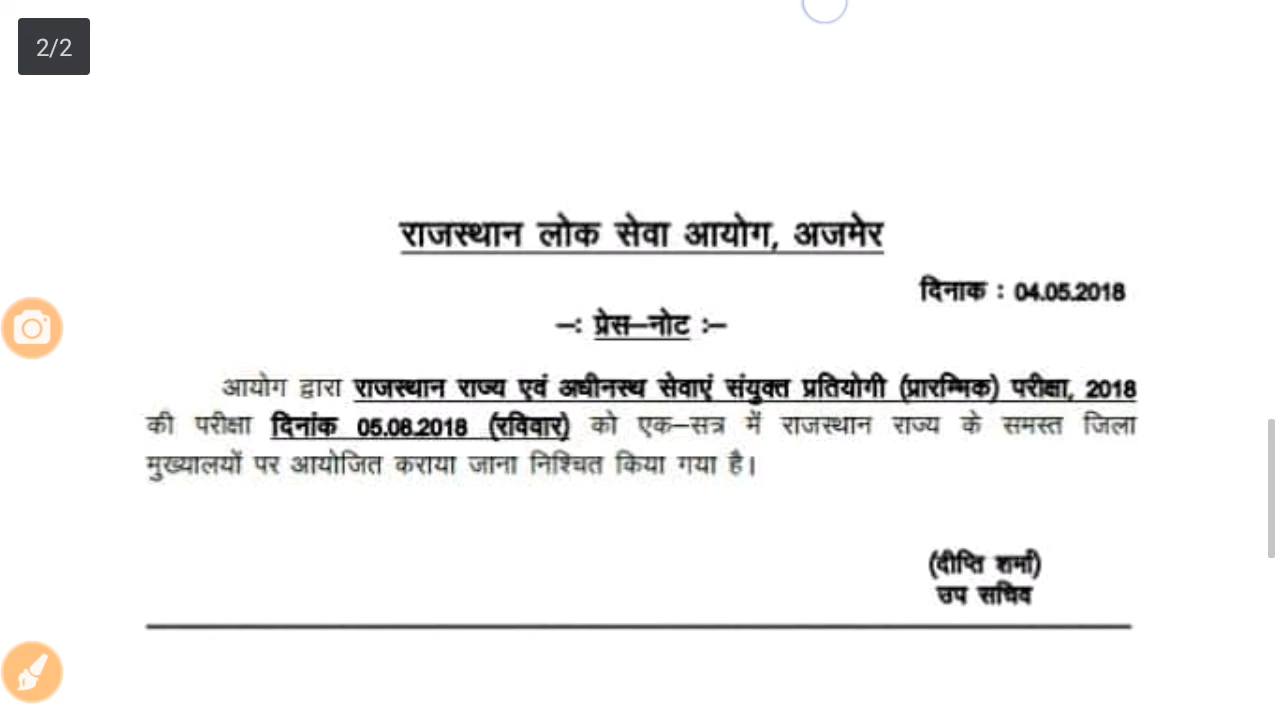 2/2
राजस्थान लोक सेवा आयोग, अजमेर
दिनाक : 04.05.2018
–: प्रेस–नोट :–
आयोग द्वारा राजस्थान राज्य एवं अधीनस्थ सेवाएं संयुक्त प्रतियोगी (प्रारम्भिक) परीक्षा, 2018
की परीक्षा दिनांक 05.08.2018 (रविवार) को एक–सत्र में राजस्थान राज्य के समस्त जिला
मुख्यालयों पर आयोजित कराया जाना निश्चित किया गया है।
(दीप्ति शर्मा)
उप सचिव